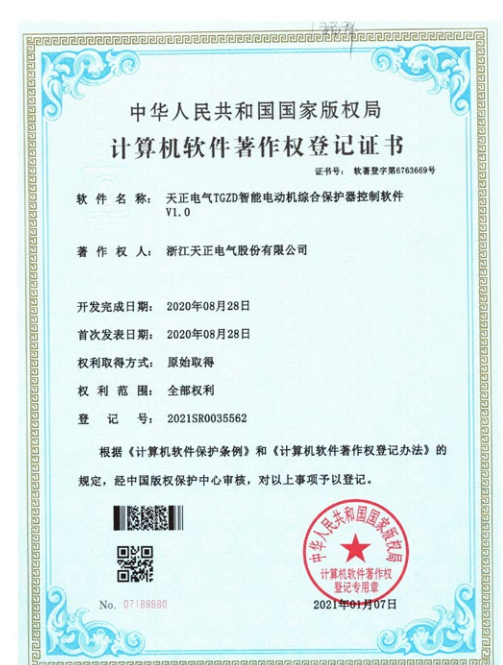 中华人民共和国国家版权局
计算机软件著作权登记证书
证书号： 软著登字第6763669号
软件名称： 天正电气TGZD智能电动机综合保护器控制软件
V1.0
著作权人： 浙江天正电气股份有限公司
开发完成日期： 2020年08月28日
首次发表日期： 2020年08月28日
权利取得方式： 原始取得
权利范围： 全部权利
登记号： 2021SR0035562
根据《计算机软件保护条例》和《计算机软件著作权登记办法》的
规定，经中国版权保护中心审核，对以上事项予以登记。
中华人民共和国国家版权局
计算机软件著作权
登记专用章
No. 07189880
2021年01月07日